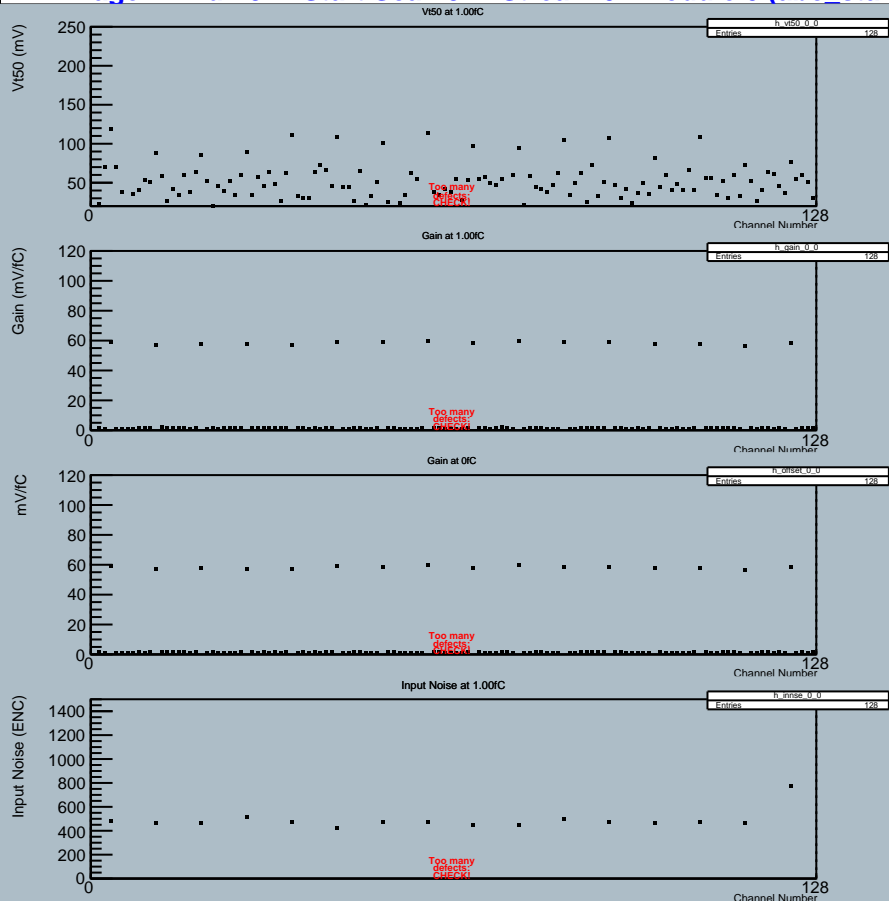 Vt50 at 1.00fC
h_vt50_0_0
Entries 128
Vt50 (mV)
250
200
150
100
50
Too many
defects:
CHECK!
0
128
Channel Number
Gain at 1.00fC
h_gain_0_0
Entries 128
Gain (mV/fC)
120
100
80
60
40
20
0
Too many
defects:
CHECK!
0
128
Channel Number
Gain at 0fC
h_offset_0_0
Entries 128
mV/fC
120
100
80
60
40
20
0
Too many
defects:
CHECK!
0
128
Channel Number
Input Noise at 1.00fC
h_innse_0_0
Entries 128
Input Noise (ENC)
1400
1200
1000
800
600
400
200
0
Too many
defects:
CHECK!
0
128
Channel Number